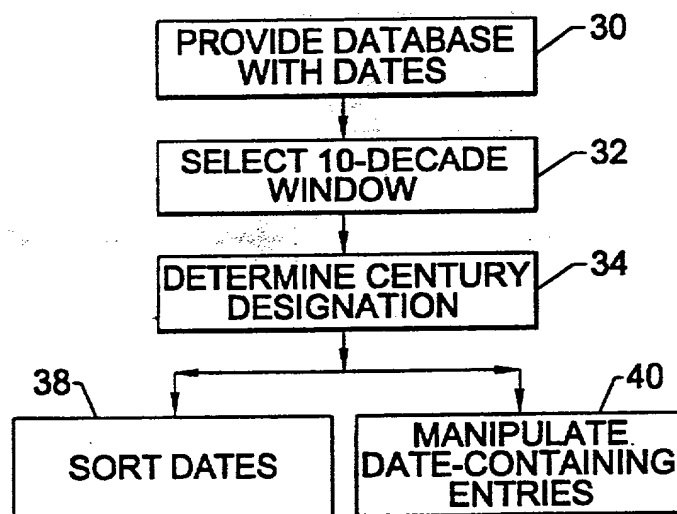 PROVIDE DATABASE
WITH DATES
30
SELECT 10-DECADE
WINDOW
32
DETERMINE CENTURY
DESIGNATION
34
38
SORT DATES
40
MANIPULATE
DATE-CONTAINING
ENTRIES